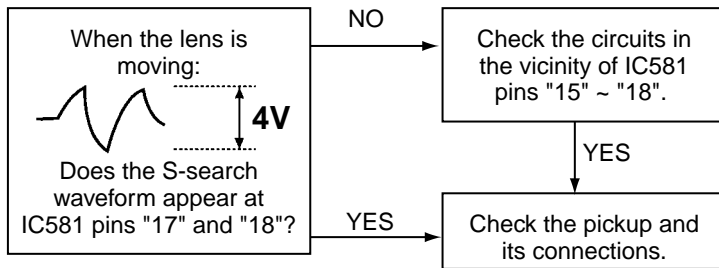 When the lens is
moving:
4V
Does the S-search
waveform appear at
IC581 pins "17" and "18"?
NO
Check the circuits in
the vicinity of IC581
pins "15" ~ "18".
YES
YES
Check the pickup and
its connections.